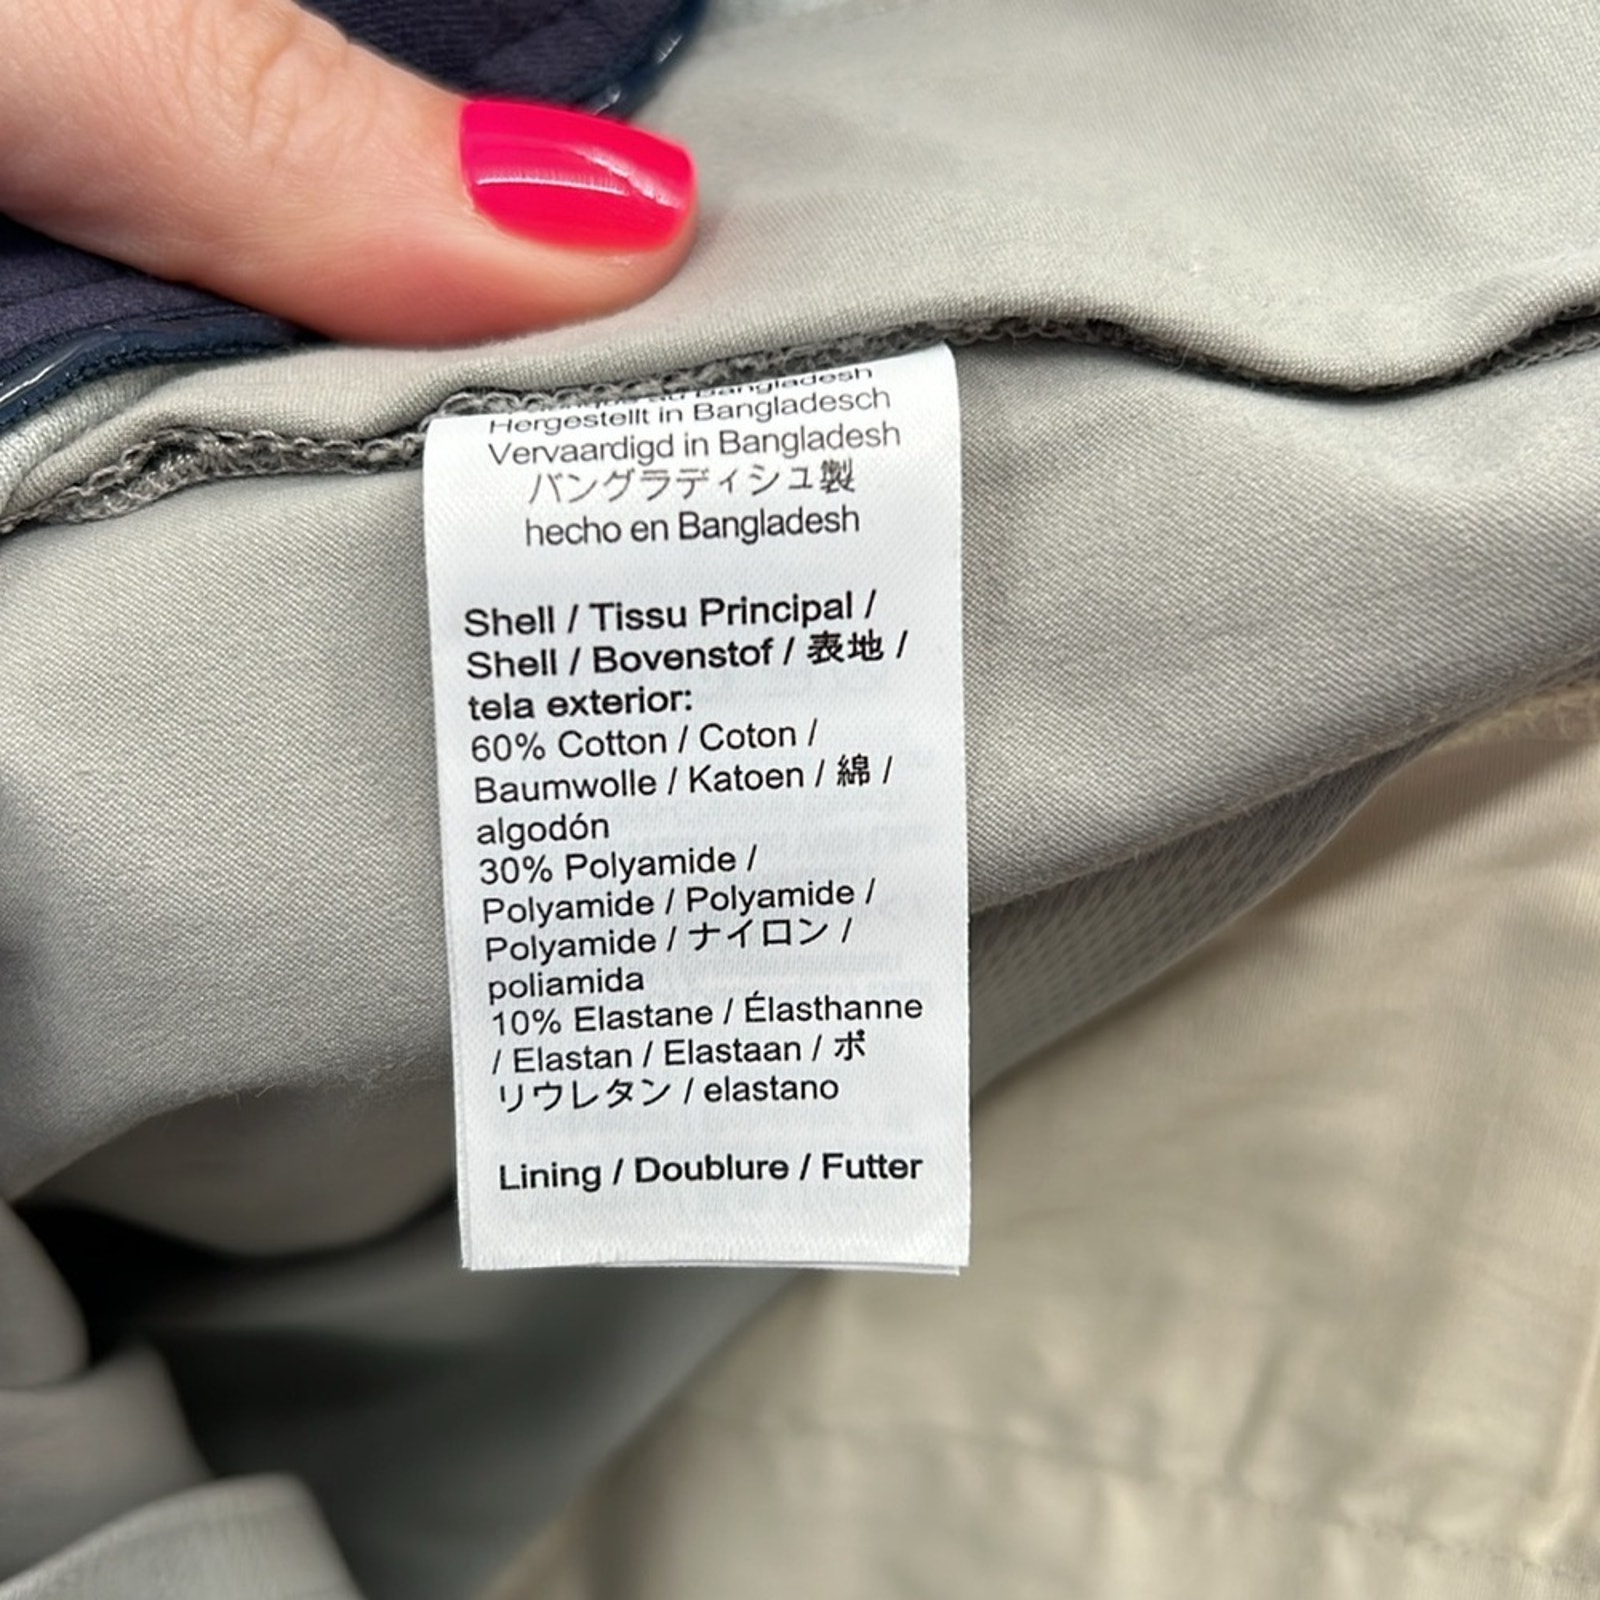 Bangladesh
Hergestellt in Bangladesch
Vervaardigd in Bangladesh
バングラディシュ製
hecho en Bangladesh
Shell / Tissu Principal /
Shell / Bovenstof / 表地 /
tela exterior:
60% Cotton / Coton /
Baumwolle / Katoen / 綿 /
algodón
30% Polyamide /
Polyamide / Polyamide /
Polyamide / ナイロン /
poliamida
10% Elastane / Élasthanne
/ Elastan / Elastaan / ポ
リウレタン / elastano
Lining / Doublure / Futter